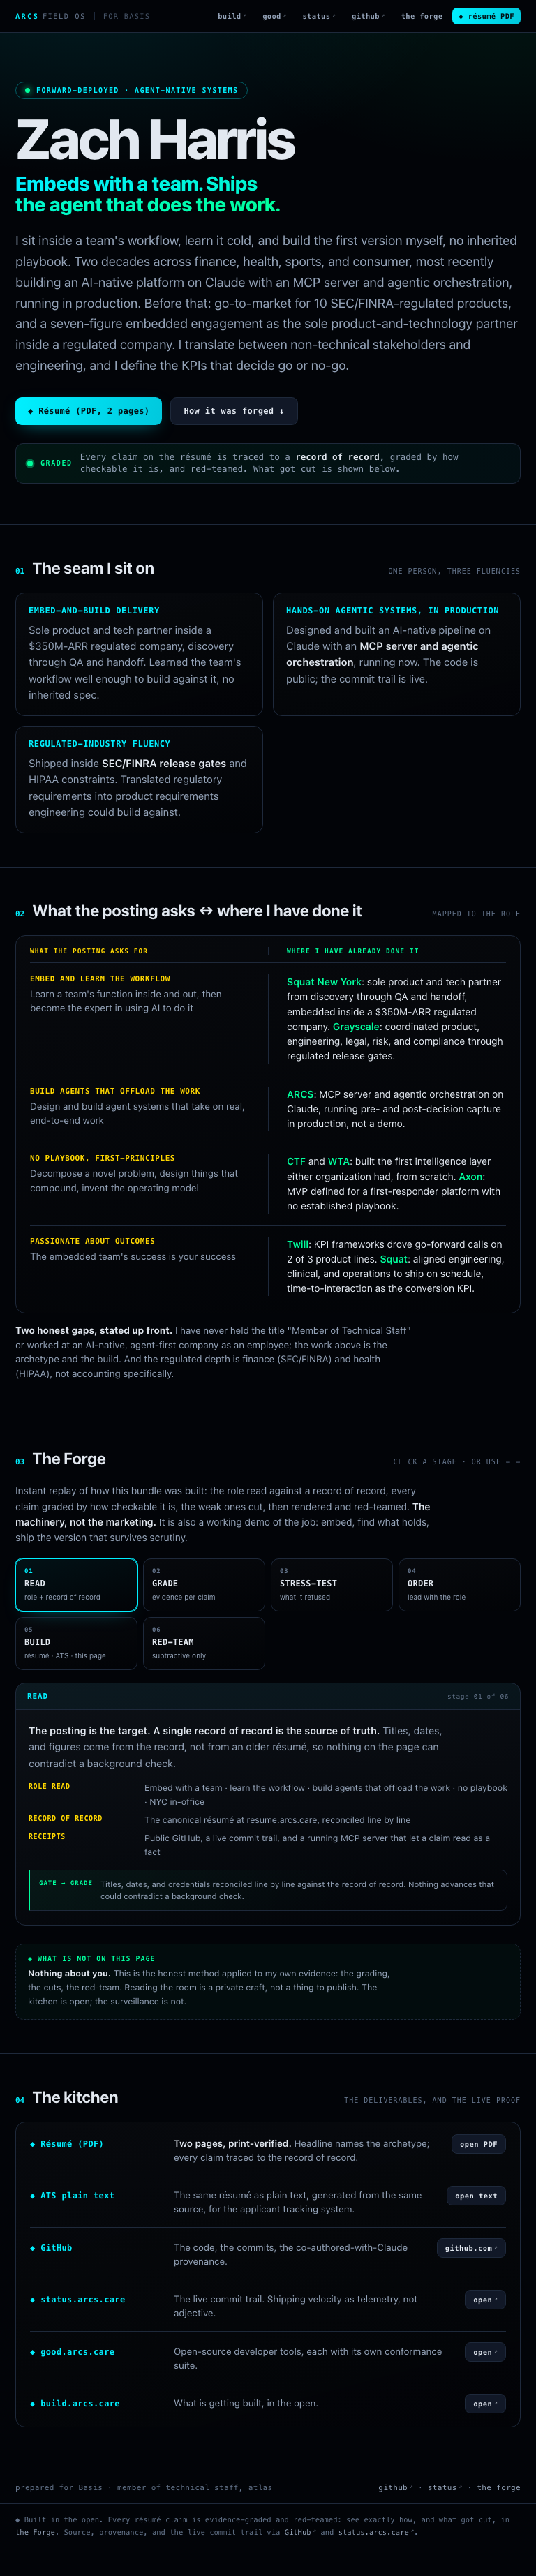 ARCS FIELD OS | FOR BASIS build↗ good↗ status↗ github↗ the forge ◆ résumé PDF
FORWARD-DEPLOYED · AGENT-NATIVE SYSTEMS
Zach Harris
Embeds with a team. Ships
the agent that does the work.
I sit inside a team's workflow, learn it cold, and build the first version myself, no inherited
playbook. Two decades across finance, health, sports, and consumer, most recently
building an AI-native platform on Claude with an MCP server and agentic orchestration,
running in production. Before that: go-to-market for 10 SEC/FINRA-regulated products,
and a seven-figure embedded engagement as the sole product-and-technology partner
inside a regulated company. I translate between non-technical stakeholders and
engineering, and I define the KPIs that decide go or no-go.
◆ Résumé (PDF, 2 pages) How it was forged ↓
GRADED Every claim on the résumé is traced to a record of record, graded by how
checkable it is, and red-teamed. What got cut is shown below.
01 The seam I sit on ONE PERSON, THREE FLUENCIES
EMBED-AND-BUILD DELIVERY
Sole product and tech partner inside a
$350M-ARR regulated company, discovery
through QA and handoff. Learned the team's
workflow well enough to build against it, no
inherited spec.
HANDS-ON AGENTIC SYSTEMS, IN PRODUCTION
Designed and built an AI-native pipeline on
Claude with an MCP server and agentic
orchestration, running now. The code is
public; the commit trail is live.
REGULATED-INDUSTRY FLUENCY
Shipped inside SEC/FINRA release gates and
HIPAA constraints. Translated regulatory
requirements into product requirements
engineering could build against.
02 What the posting asks ↔ where I have done it MAPPED TO THE ROLE
WHAT THE POSTING ASKS FOR WHERE I HAVE ALREADY DONE IT
EMBED AND LEARN THE WORKFLOW
Learn a team's function inside and out, then
become the expert in using AI to do it
Squat New York: sole product and tech partner
from discovery through QA and handoff,
embedded inside a $350M-ARR regulated
company. Grayscale: coordinated product,
engineering, legal, risk, and compliance through
regulated release gates.
BUILD AGENTS THAT OFFLOAD THE WORK
Design and build agent systems that take on real,
end-to-end work
ARCS: MCP server and agentic orchestration on
Claude, running pre- and post-decision capture
in production, not a demo.
NO PLAYBOOK, FIRST-PRINCIPLES
Decompose a novel problem, design things that
compound, invent the operating model
CTF and WTA: built the first intelligence layer
either organization had, from scratch. Axon:
MVP defined for a first-responder platform with
no established playbook.
PASSIONATE ABOUT OUTCOMES
The embedded team's success is your success
Twill: KPI frameworks drove go-forward calls on
2 of 3 product lines. Squat: aligned engineering,
clinical, and operations to ship on schedule,
time-to-interaction as the conversion KPI.
Two honest gaps, stated up front. I have never held the title "Member of Technical Staff"
or worked at an AI-native, agent-first company as an employee; the work above is the
archetype and the build. And the regulated depth is finance (SEC/FINRA) and health
(HIPAA), not accounting specifically.
03 The Forge CLICK A STAGE · OR USE ← →
Instant replay of how this bundle was built: the role read against a record of record, every
claim graded by how checkable it is, the weak ones cut, then rendered and red-teamed. The
machinery, not the marketing. It is also a working demo of the job: embed, find what holds,
ship the version that survives scrutiny.
01
READ
role + record of record
02
GRADE
evidence per claim
03
STRESS-TEST
what it refused
04
ORDER
lead with the role
05
BUILD
résumé · ATS · this page
06
RED-TEAM
subtractive only
READ stage 01 of 06
The posting is the target. A single record of record is the source of truth. Titles, dates,
and figures come from the record, not from an older résumé, so nothing on the page can
contradict a background check.
ROLE READ Embed with a team · learn the workflow · build agents that offload the work · no playbook
· NYC in-office
RECORD OF RECORD The canonical résumé at resume.arcs.care, reconciled line by line
RECEIPTS Public GitHub, a live commit trail, and a running MCP server that let a claim read as a
fact
GATE → GRADE Titles, dates, and credentials reconciled line by line against the record of record. Nothing advances that
could contradict a background check.
◆ WHAT IS NOT ON THIS PAGE
Nothing about you. This is the honest method applied to my own evidence: the grading,
the cuts, the red-team. Reading the room is a private craft, not a thing to publish. The
kitchen is open; the surveillance is not.
04 The kitchen THE DELIVERABLES, AND THE LIVE PROOF
◆ Résumé (PDF) Two pages, print-verified. Headline names the archetype;
every claim traced to the record of record. open PDF
◆ ATS plain text The same résumé as plain text, generated from the same
source, for the applicant tracking system. open text
◆ GitHub The code, the commits, the co-authored-with-Claude
provenance. github.com↗
◆ status.arcs.care The live commit trail. Shipping velocity as telemetry, not
adjective. open↗
◆ good.arcs.care Open-source developer tools, each with its own conformance
suite. open↗
◆ build.arcs.care What is getting built, in the open. open↗
prepared for Basis · member of technical staff, atlas github↗ · status↗ · the forge
◆ Built in the open. Every résumé claim is evidence-graded and red-teamed: see exactly how, and what got cut, in
the Forge. Source, provenance, and the live commit trail via GitHub↗ and status.arcs.care↗.